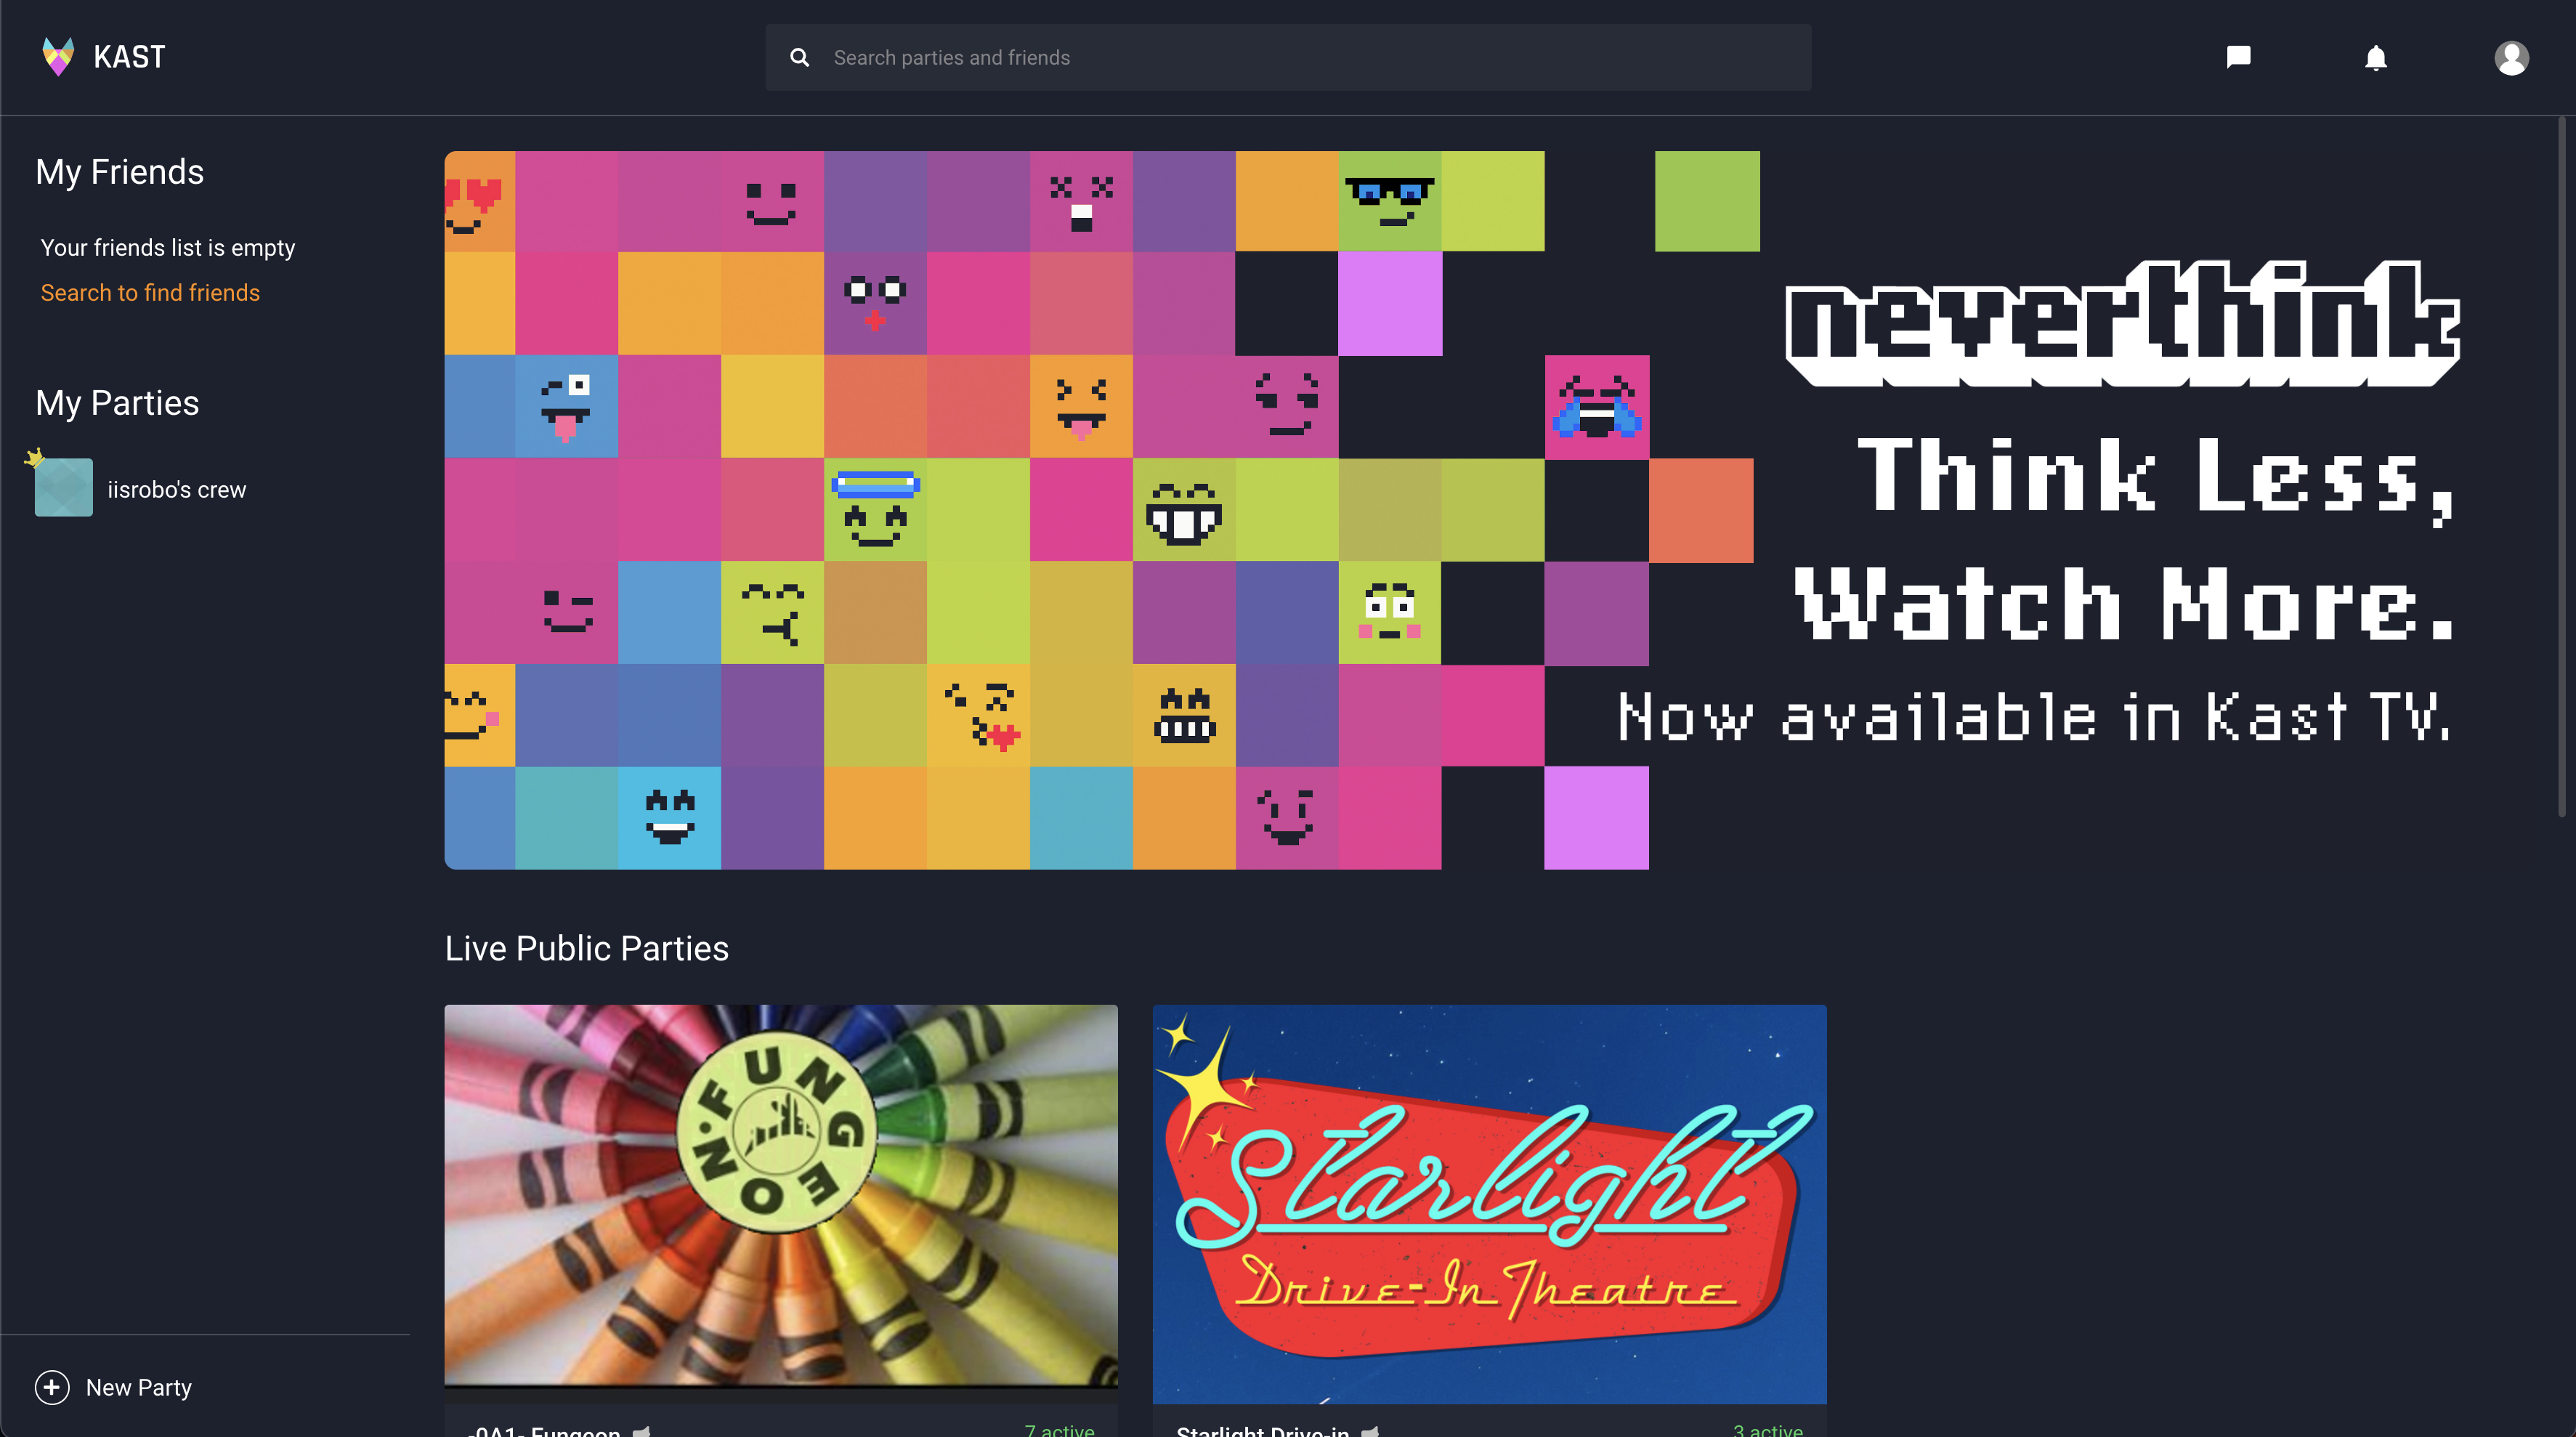 KAST
Search parties and friends
My Friends
Your friends list is empty
Search to find friends
My Parties
iisrobo's crew
neverthink
Think Less,
Watch More.
Now available in Kast TV.
Live Public Parties
FUNGEON
Starlight
Drive-In Theatre
-0A1- Fungeon
7 active
Starlight Drive-in
3 active
New Party